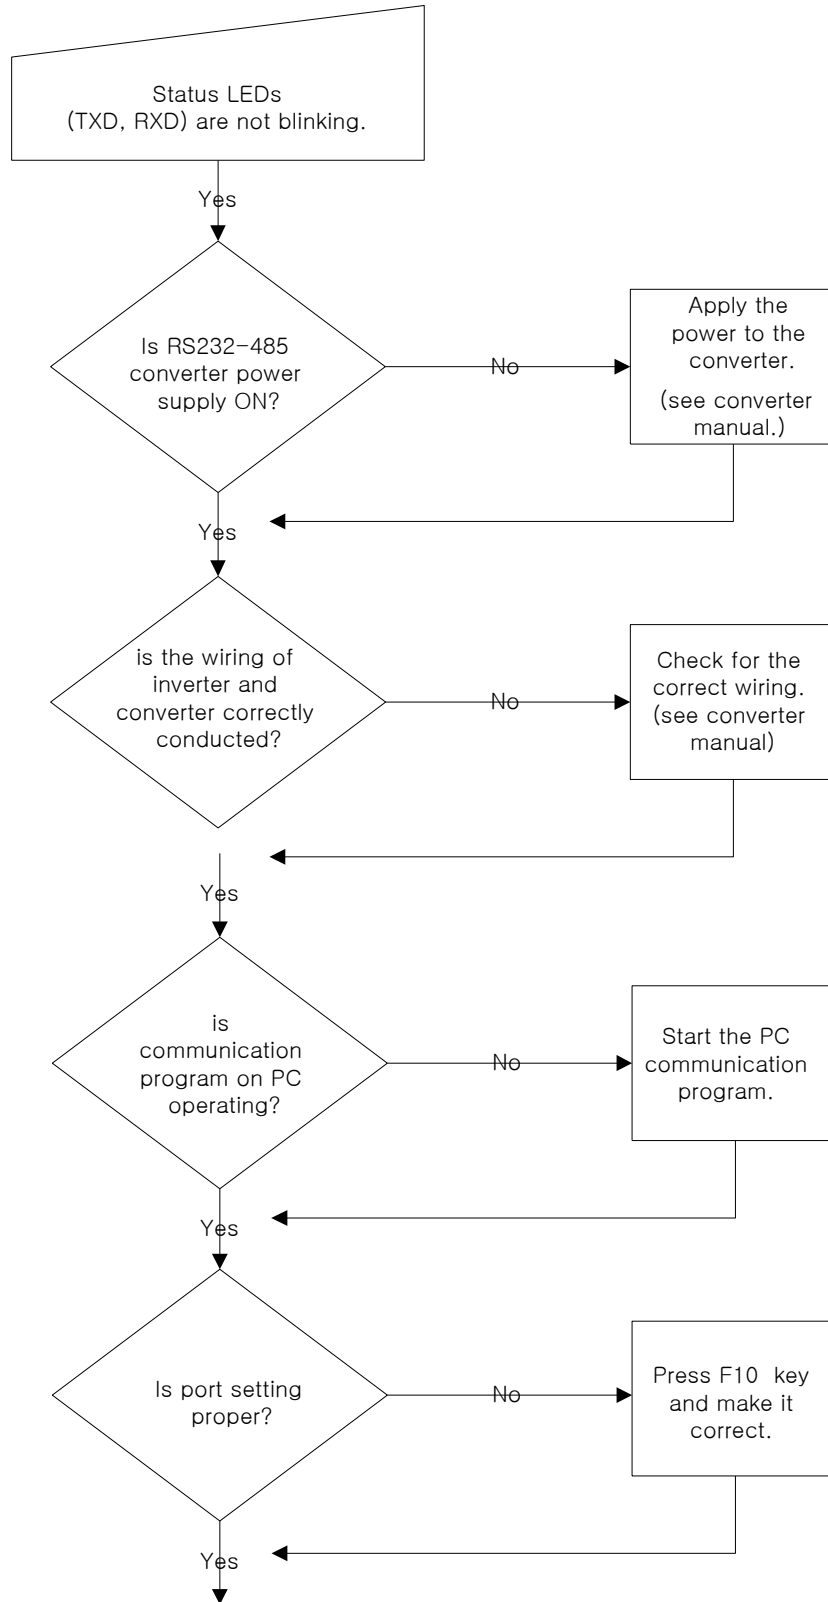 Status LEDs
(TXD, RXD) are not blinking.
Yes
Is RS232-485
converter power
supply ON?
No
Apply the
power to the
converter.
(see converter
manual.)
Yes
is the wiring of
inverter and
converter correctly
conducted?
No
Check for the
correct wiring.
(see converter
manual)
Yes
is
communication
program on PC
operating?
No
Start the PC
communication
program.
Yes
Is port setting
proper?
No
Press F10 key
and make it
correct.
Yes